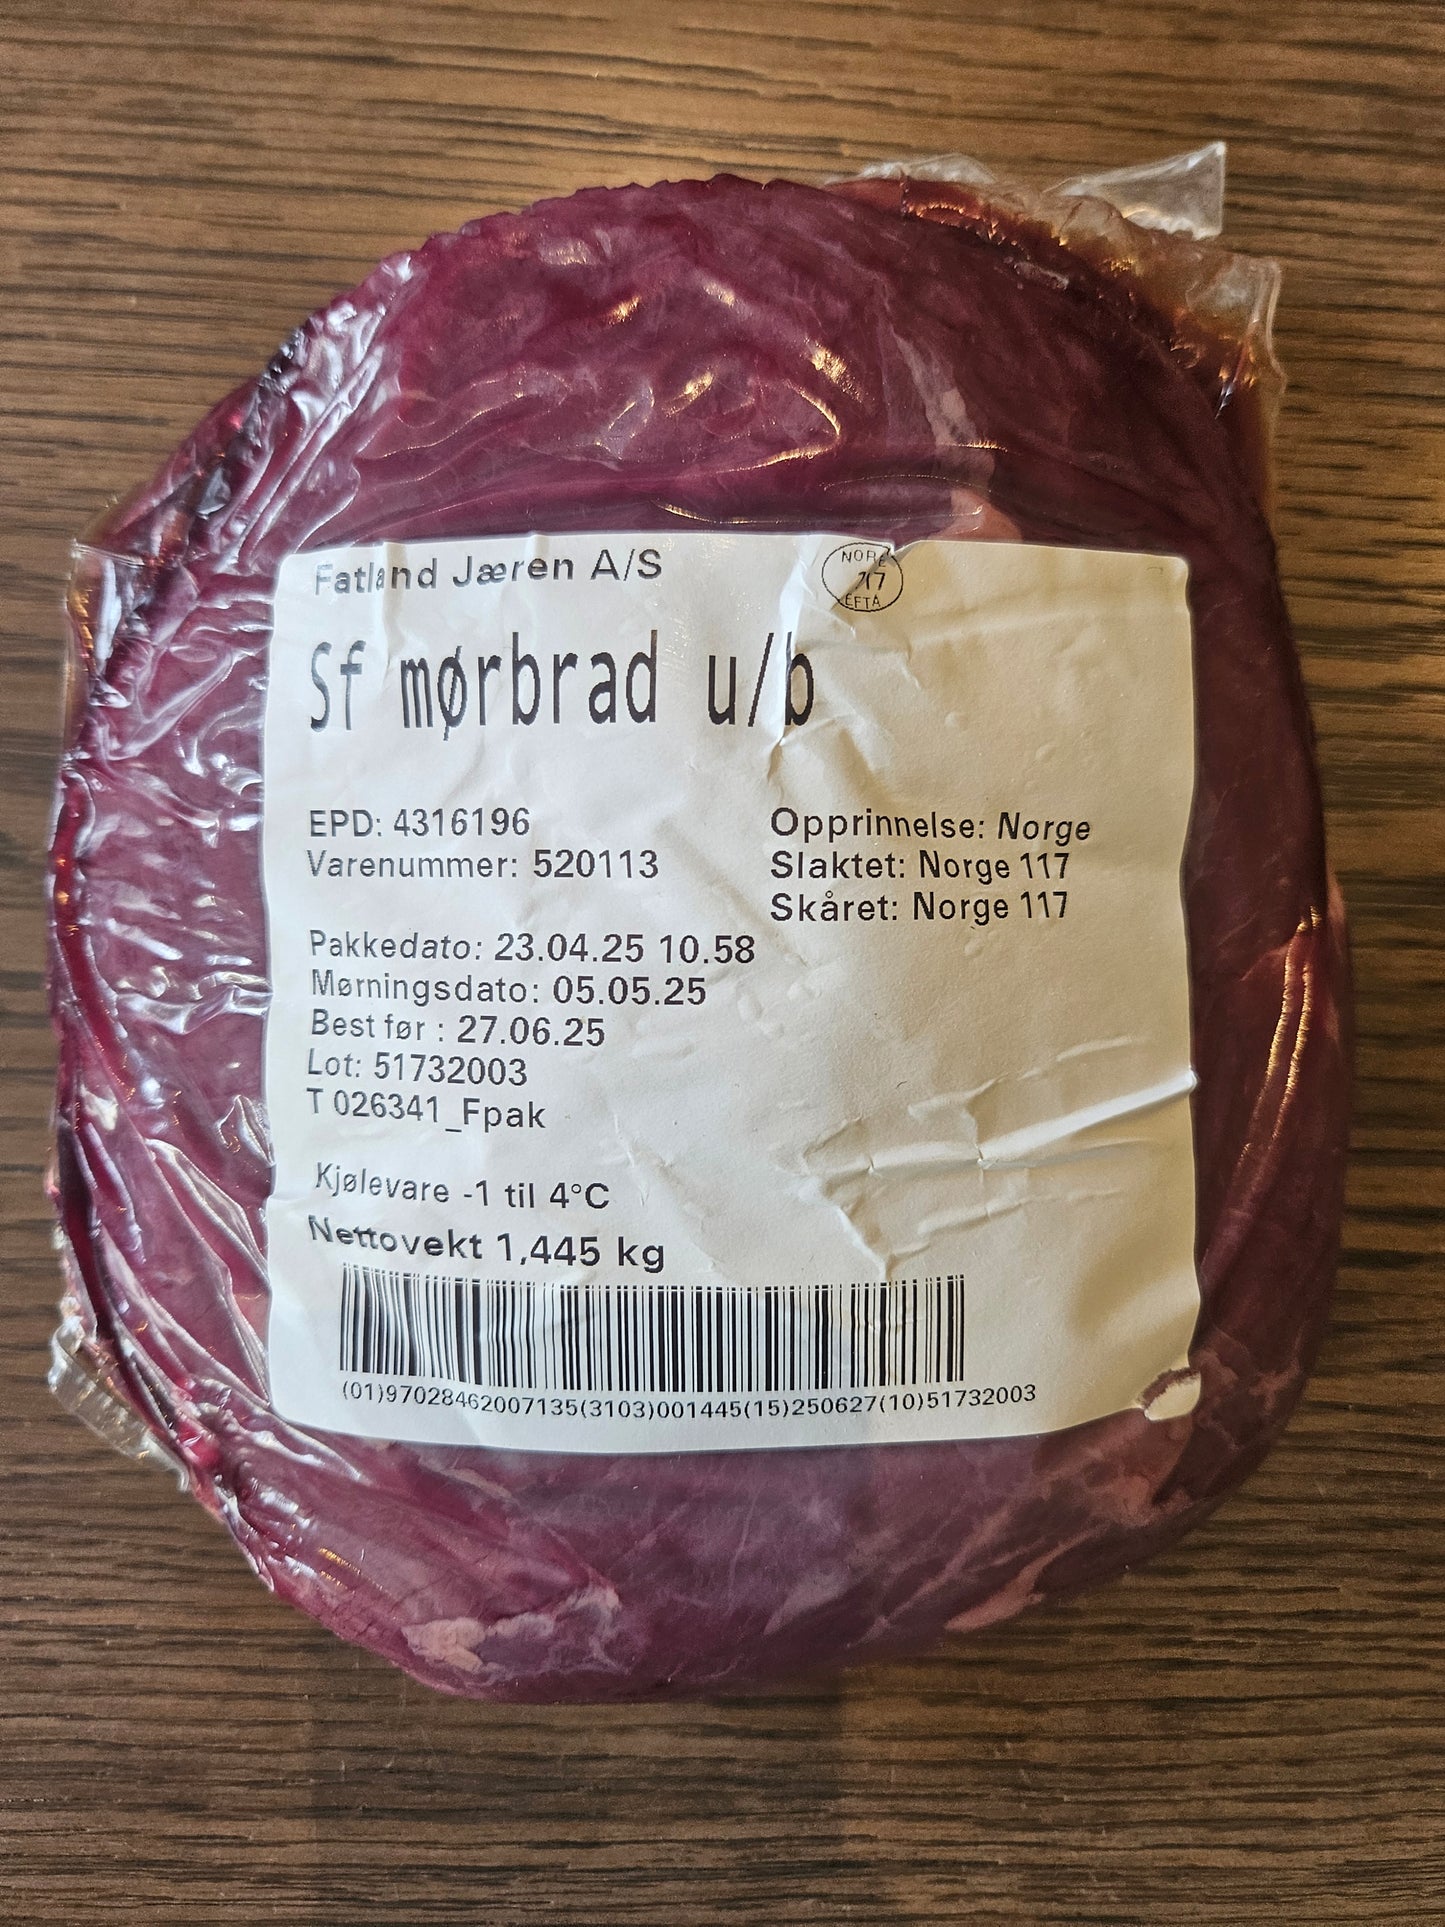 Fatland Jæren A/S
NORGE
117
EFTA
Sf mørbrad u/b
EPD: 4316196
Varenummer: 520113
Opprinnelse: Norge
Slaktet: Norge 117
Skåret: Norge 117
Pakkedato: 23.04.25 10.58
Mørningsdato: 05.05.25
Best før : 27.06.25
Lot: 51732003
T 026341_Fpak
Kjølevare -1 til 4°C
Nettovekt 1,445 kg
(01)97028462007135(3103)001445(15)250627(10)51732003